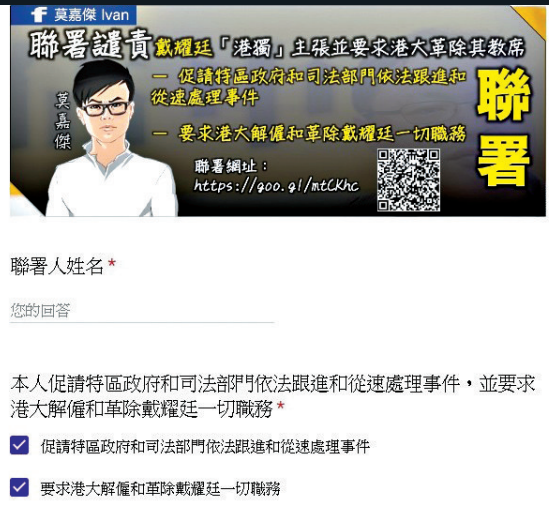 f 莫嘉傑 Ivan
聯署譴責戴耀廷「港獨」主張並要求港大革除其教席
— 促請特區政府和司法部門依法跟進和
從速處理事件
— 要求港大解僱和革除戴耀廷一切職務
聯署
莫嘉傑
聯署網址：
https://goo.gl/mtCKhc
聯署人姓名*
您的回答
本人促請特區政府和司法部門依法跟進和從速處理事件，並要求
港大解僱和革除戴耀廷一切職務*
促請特區政府和司法部門依法跟進和從速處理事件
要求港大解僱和革除戴耀廷一切職務